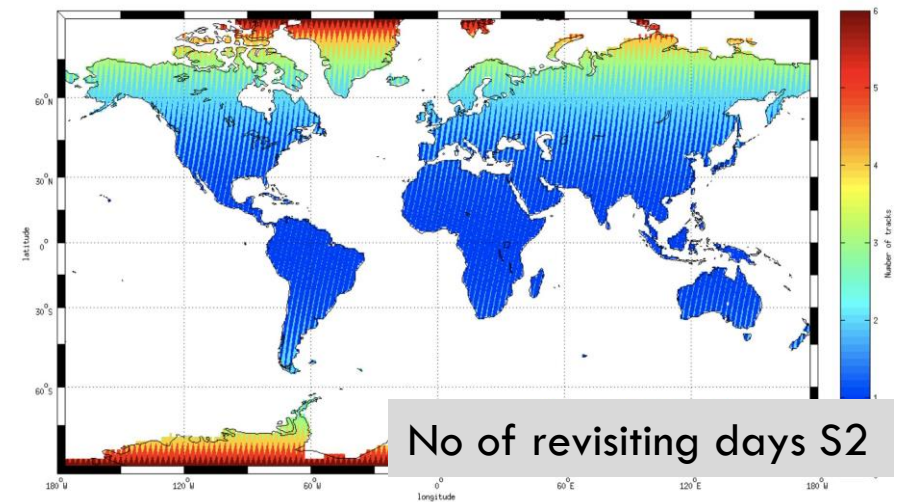 6
5
60°N
4
30°N
latitude
0°
3
Number of tracks
30°S
2
60°S
1
No of revisiting days S2
180 W 120 W 60 W 0 60 E 120 E 180 W
longitude